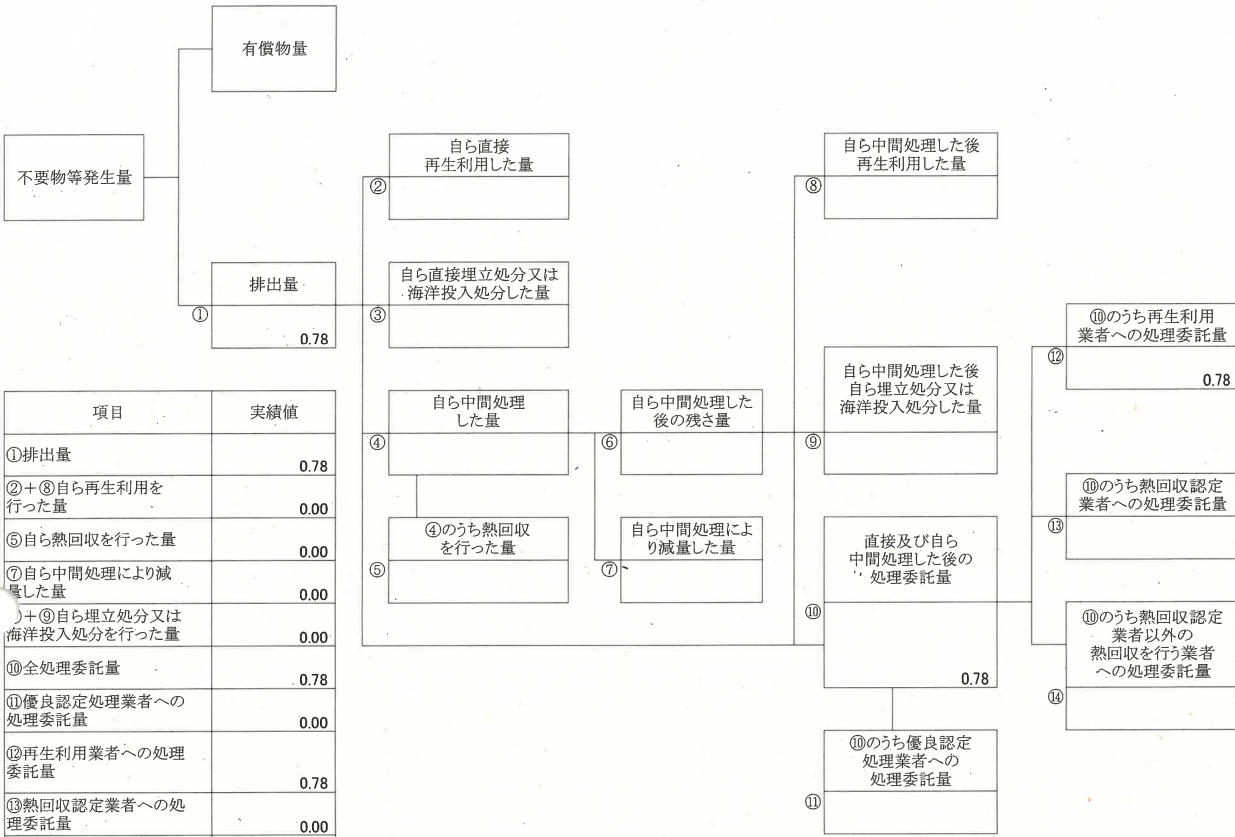 有償物量
不要物等発生量
自ら直接
再生利用した量
②
自ら中間処理した後
再生利用した量
⑧
排出量
①
0.78
自ら直接埋立処分又は
海洋投入処分した量
③
⑩のうち再生利用
業者への処理委託量
⑫
0.78
自ら中間処理
した量
④
自ら中間処理した
後の残さ量
⑥
自ら中間処理した後
自ら埋立処分又は
海洋投入処分した量
⑨
⑩のうち熱回収認定
業者への処理委託量
⑬
④のうち熱回収
を行った量
⑤
自ら中間処理によ
り減量した量
⑦
直接及び自ら
中間処理した後の
処理委託量
⑩
0.78
⑩のうち熱回収認定
業者以外の
熱回収を行う業者
への処理委託量
⑭
⑩のうち優良認定
処理業者への
処理委託量
⑪
項目 実績値
①排出量
0.78
②+⑧自ら再生利用を
行った量 0.00
⑤自ら熱回収を行った量
0.00
⑦自ら中間処理により減
量した量 0.00
+⑨自ら埋立処分又は
海洋投入処分を行った量 0.00
⑩全処理委託量
0.78
⑪優良認定処理業者への
処理委託量 0.00
⑫再生利用業者への処理
委託量 0.78
⑬熱回収認定業者への処
理委託量 0.00